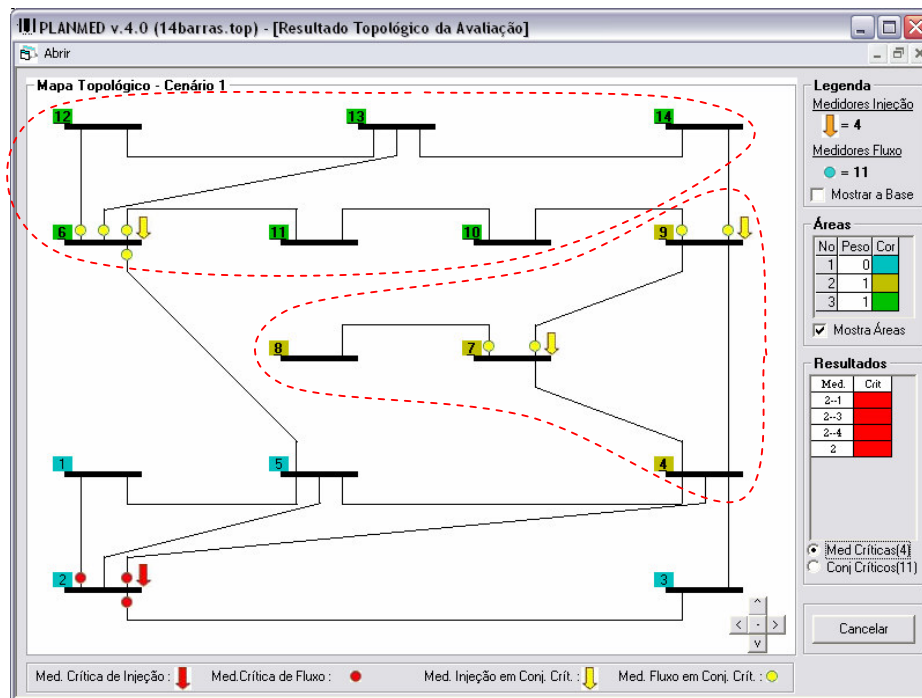 PLANMED v.4.0 (14barras.top) - [Resultado Topológico da Avaliação]
Abrir
Mapa Topológico - Cenário 1
12
13
14
6
11
10
9
8
7
1
5
4
2
3
Legenda
Medidores Injeção
= 4
Medidores Fluxo
= 11
Mostrar a Base
Áreas
No Peso Cor
1 0
2 1
3 1
Mostra Áreas
Resultados
Med. Crit
2--1
2--3
2--4
2
Med Críticas(4)
Conj Críticos(11)
^
< - >
v
Cancelar
Med. Crítica de Injeção : Med.Crítica de Fluxo : Med. Injeção em Conj. Crít. : Med. Fluxo em Conj. Crít. :